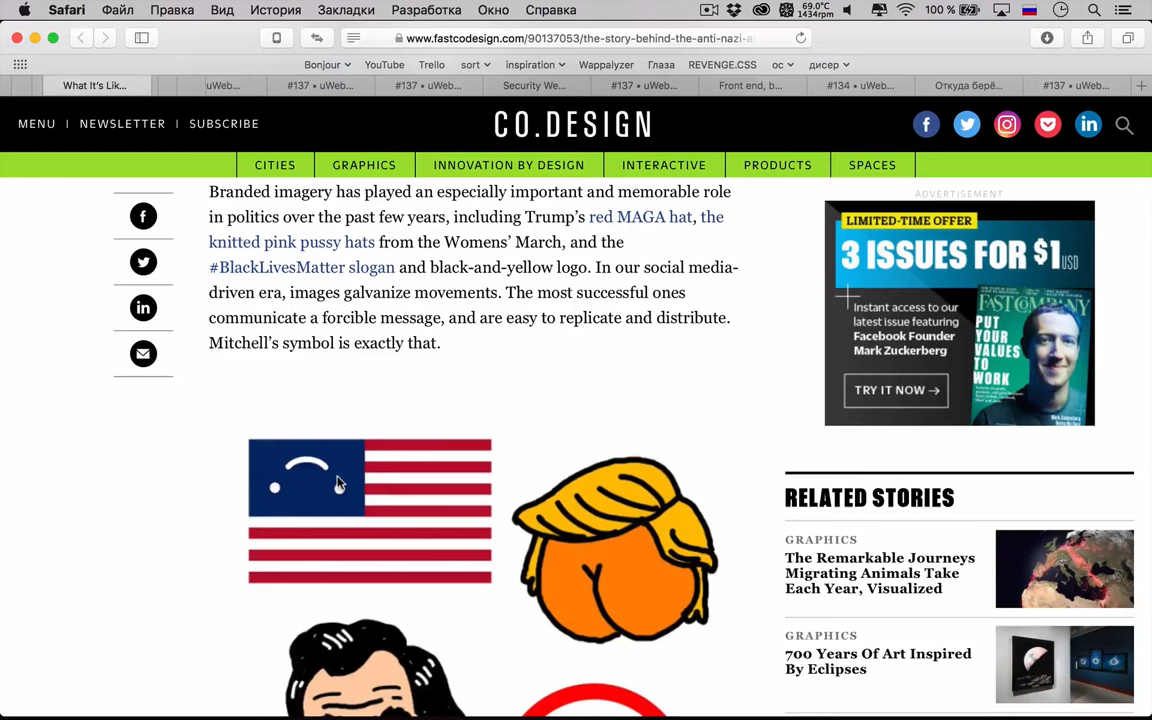 Safari Файл Правка Вид История Закладки Разработка Окно Справка 69.0°C 1434rpm 100 %
www.fastcodesign.com/90137053/the-story-behind-the-anti-nazi-a
Bonjour YouTube Trello sort inspiration Wappalyzer Глаза REVENGE.CSS ос дисер
What It's Lik... uWeb... #137 • uWeb... #137 • uWeb... Security We... #137 • uWeb... Front end, b... #134 • uWeb... Откуда берё... #137 • uWeb...
MENU | NEWSLETTER | SUBSCRIBE
CO.DESIGN
CITIES GRAPHICS INNOVATION BY DESIGN INTERACTIVE PRODUCTS SPACES
Branded imagery has played an especially important and memorable role
in politics over the past few years, including Trump's red MAGA hat, the
knitted pink pussy hats from the Womens' March, and the
#BlackLivesMatter slogan and black-and-yellow logo. In our social media-
driven era, images galvanize movements. The most successful ones
communicate a forcible message, and are easy to replicate and distribute.
Mitchell's symbol is exactly that.
ADVERTISEMENT
LIMITED-TIME OFFER
3 ISSUES FOR $1 USD
Instant access to our
latest issue featuring
Facebook Founder
Mark Zuckerberg
TRY IT NOW →
FAST COMPANY
PUT
YOUR
VALUES
TO
WORK
RELATED STORIES
GRAPHICS
The Remarkable Journeys
Migrating Animals Take
Each Year, Visualized
GRAPHICS
700 Years Of Art Inspired
By Eclipses